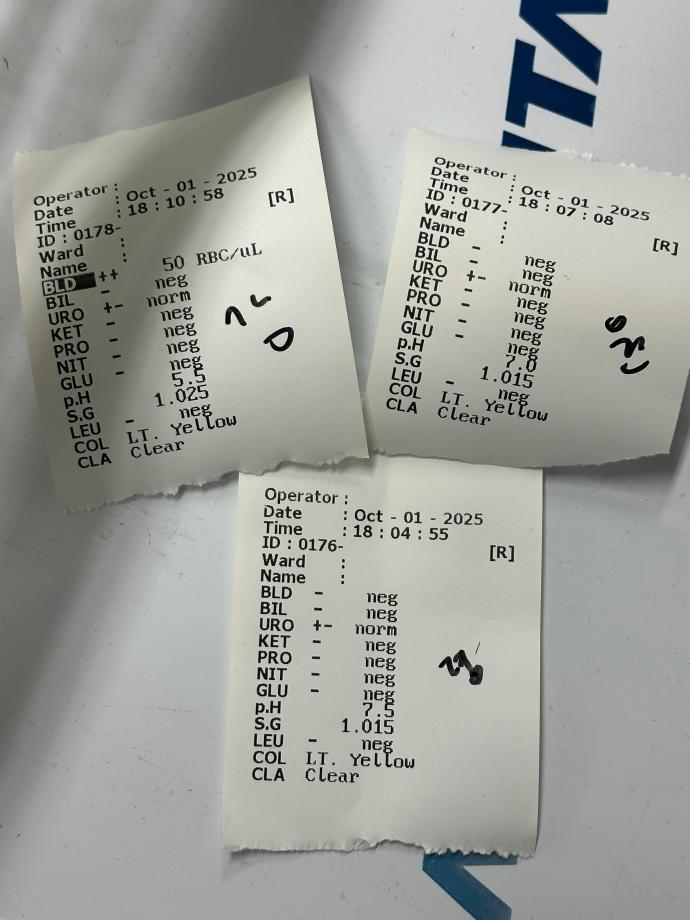 Operator :
Date : Oct - 01 - 2025
Time : 18 : 10 : 58
ID : 0178- [R]
Ward :
Name :
BLD ++ 50 RBC/uL
BIL - neg
URO +- norm
KET - neg
PRO - neg
NIT - neg
GLU - neg
p.H 5.5
S.G 1.025
LEU - neg
COL LT. Yellow
CLA Clear
Operator :
Date : Oct - 01 - 2025
Time : 18 : 07 : 08
ID : 0177- [R]
Ward :
Name :
BLD - neg
BIL - neg
URO +- norm
KET - neg
PRO - neg
NIT - neg
GLU - neg
p.H 7.0
S.G 1.015
LEU - neg
COL LT. Yellow
CLA Clear
Operator :
Date : Oct - 01 - 2025
Time : 18 : 04 : 55
ID : 0176- [R]
Ward :
Name :
BLD - neg
BIL - neg
URO +- norm
KET - neg
PRO - neg
NIT - neg
GLU - neg
p.H 7.5
S.G 1.015
LEU - neg
COL LT. Yellow
CLA Clear